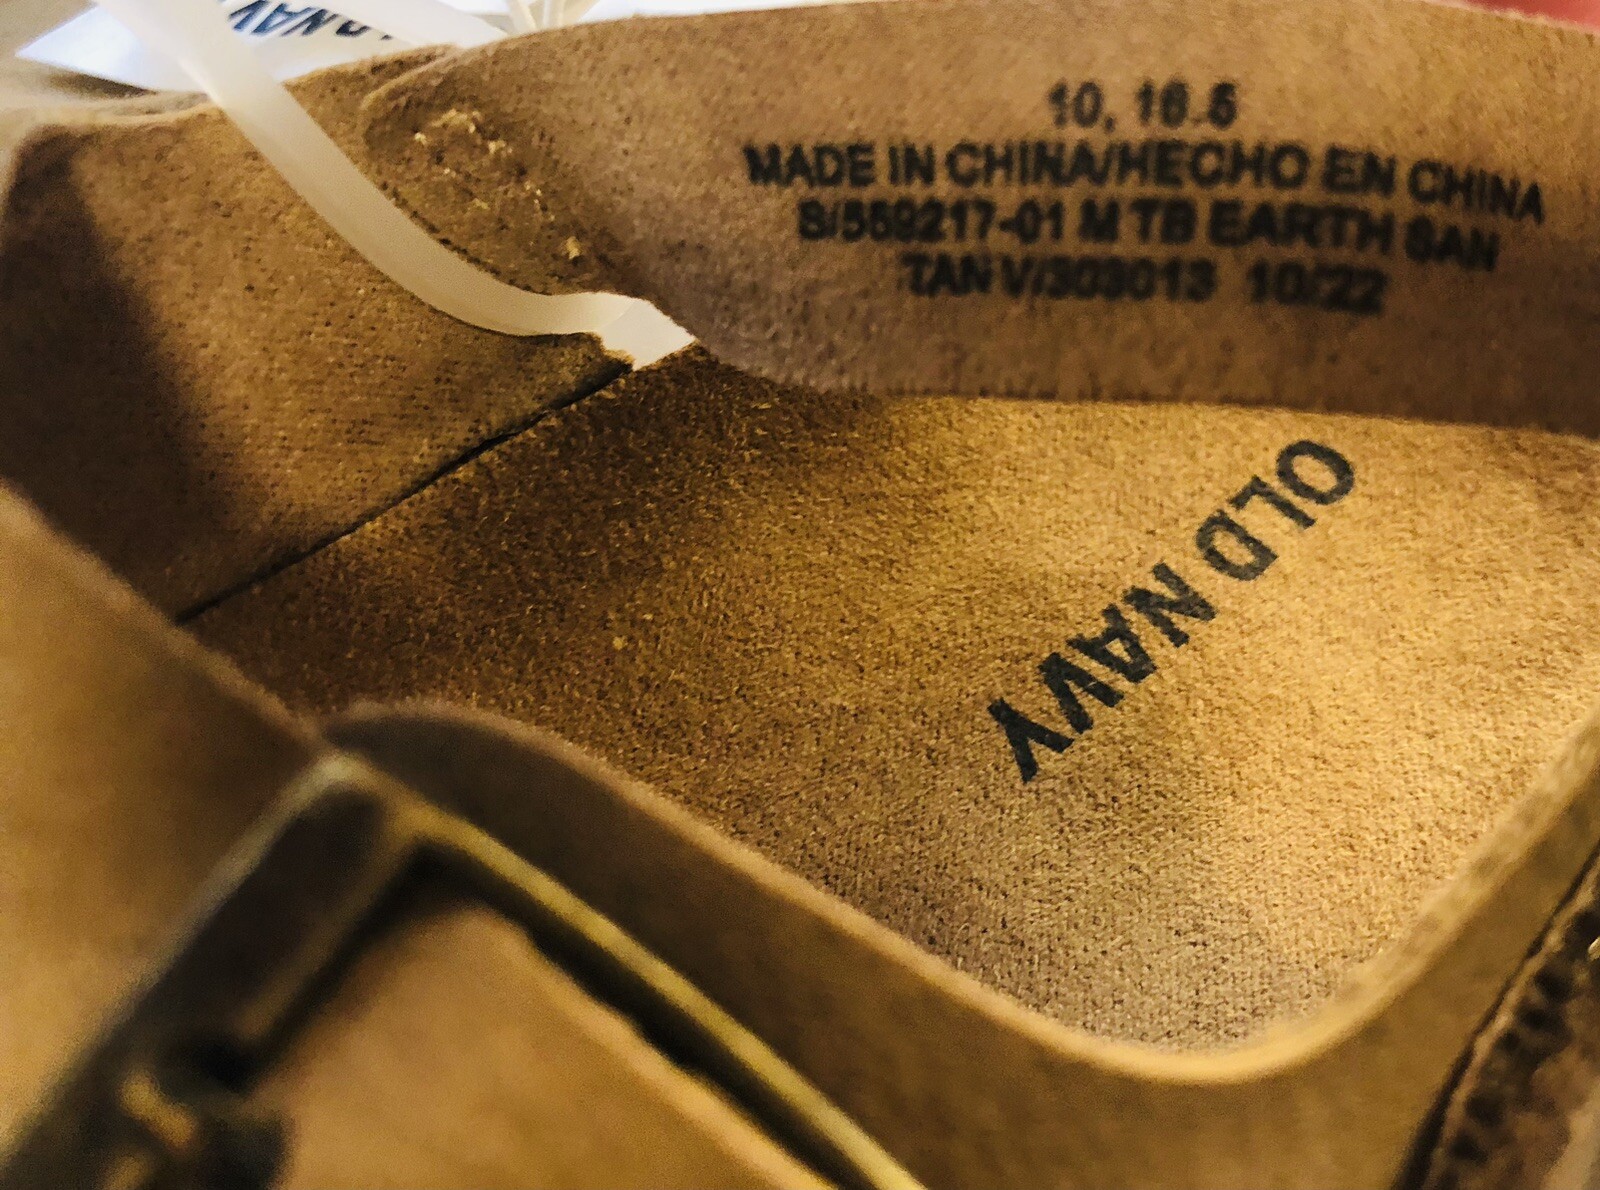 10, 16.5
MADE IN CHINA/HECHO EN CHINA
S/559217-01 M TB EARTH SAN
TAN V/303013 10/22
OLD NAVY